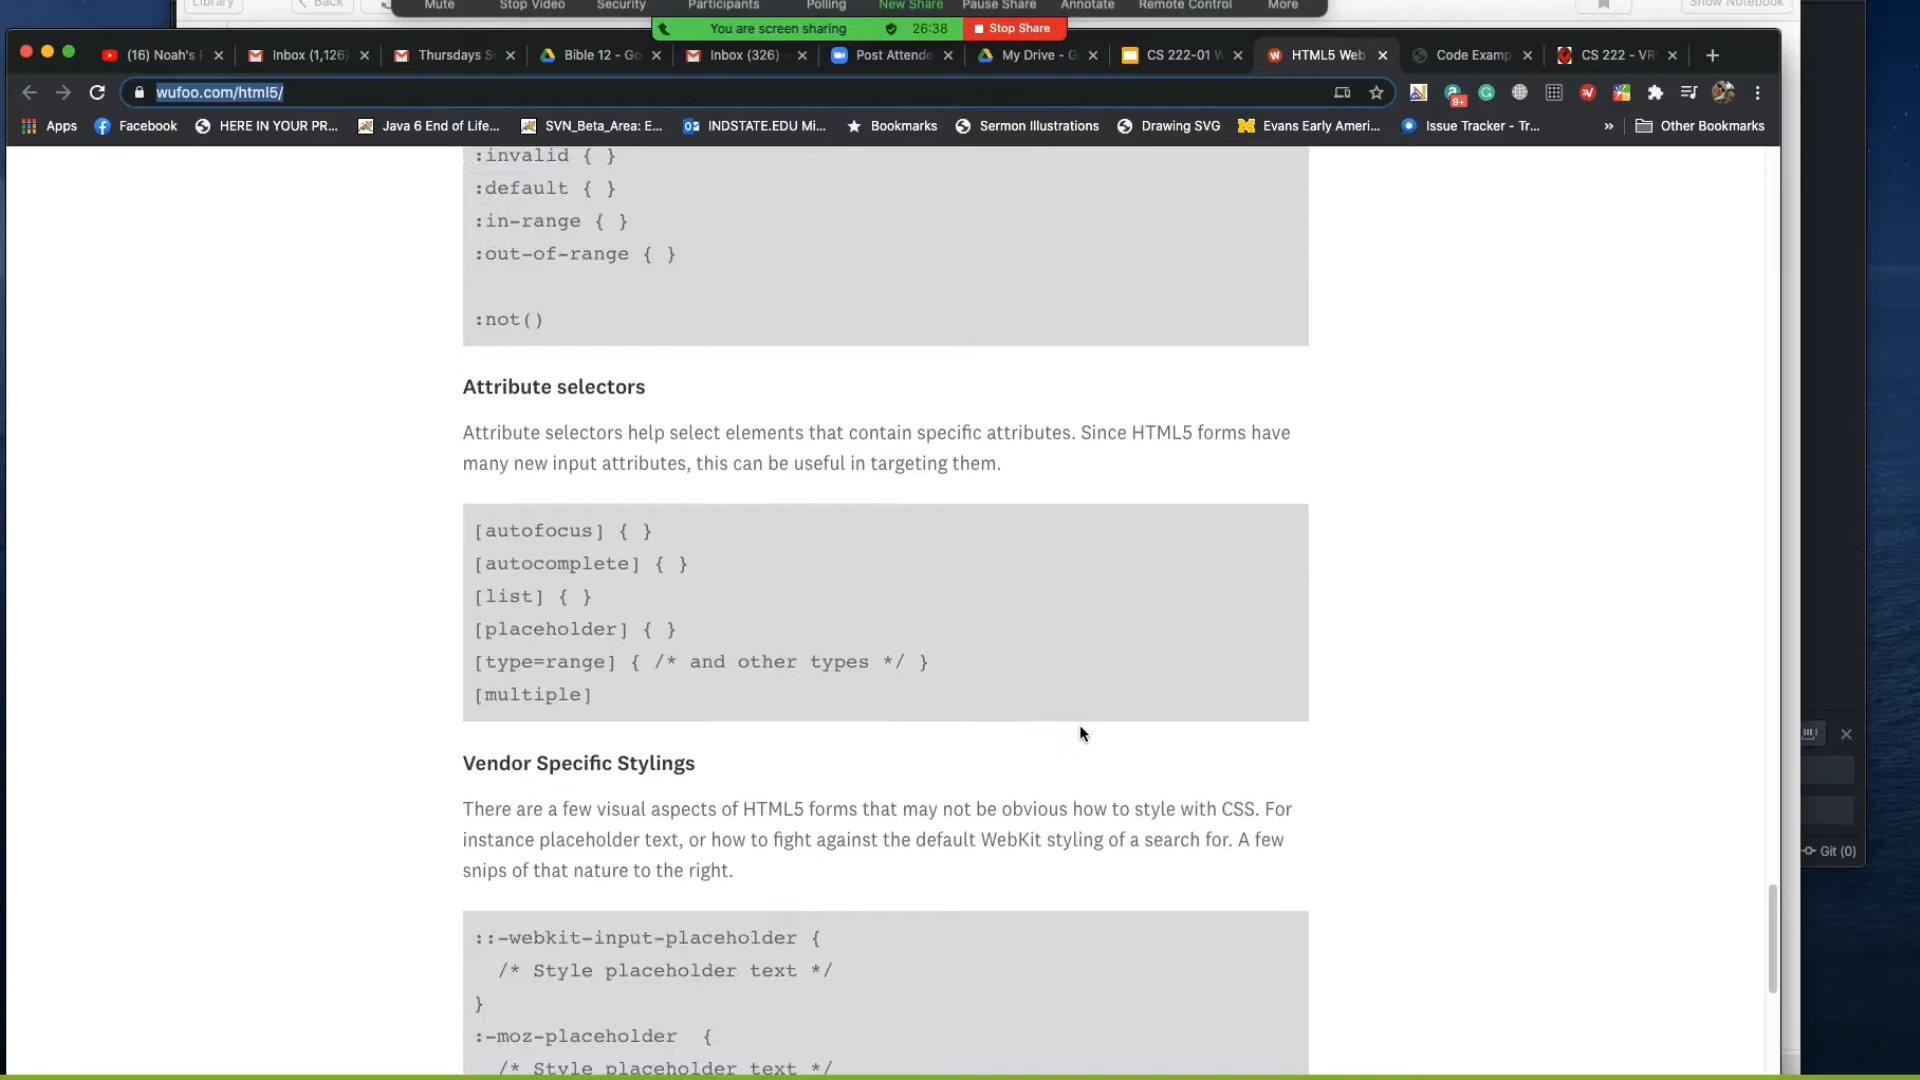 Library
Back
Show Notebook
Mute
Stop Video
Security
Participants
Polling
New Share
Pause Share
Annotate
Remote Control
More
You are screen sharing
26:38
Stop Share
(16) Noah's
Inbox (1,126)
Thursdays S
Bible 12 - Go
Inbox (326) -
Post Attende
My Drive - G
CS 222-01 W
HTML5 Web
Code Examp
CS 222 - VR
wufoo.com/html5/
9+
Apps
Facebook
HERE IN YOUR PR...
Java 6 End of Life...
SVN_Beta_Area: E...
INDSTATE.EDU Mi...
Bookmarks
Sermon Illustrations
Drawing SVG
Evans Early Ameri...
Issue Tracker - Tr...
»
Other Bookmarks
:invalid { }
:default { }
:in-range { }
:out-of-range { }
:not()
Attribute selectors
Attribute selectors help select elements that contain specific attributes. Since HTML5 forms have
many new input attributes, this can be useful in targeting them.
[autofocus] { }
[autocomplete] { }
[list] { }
[placeholder] { }
[type=range] { /* and other types */ }
[multiple]
Vendor Specific Stylings
There are a few visual aspects of HTML5 forms that may not be obvious how to style with CSS. For
instance placeholder text, or how to fight against the default WebKit styling of a search for. A few
snips of that nature to the right.
::-webkit-input-placeholder {
/* Style placeholder text */
}
:-moz-placeholder {
/* Style placeholder text */
Git (0)